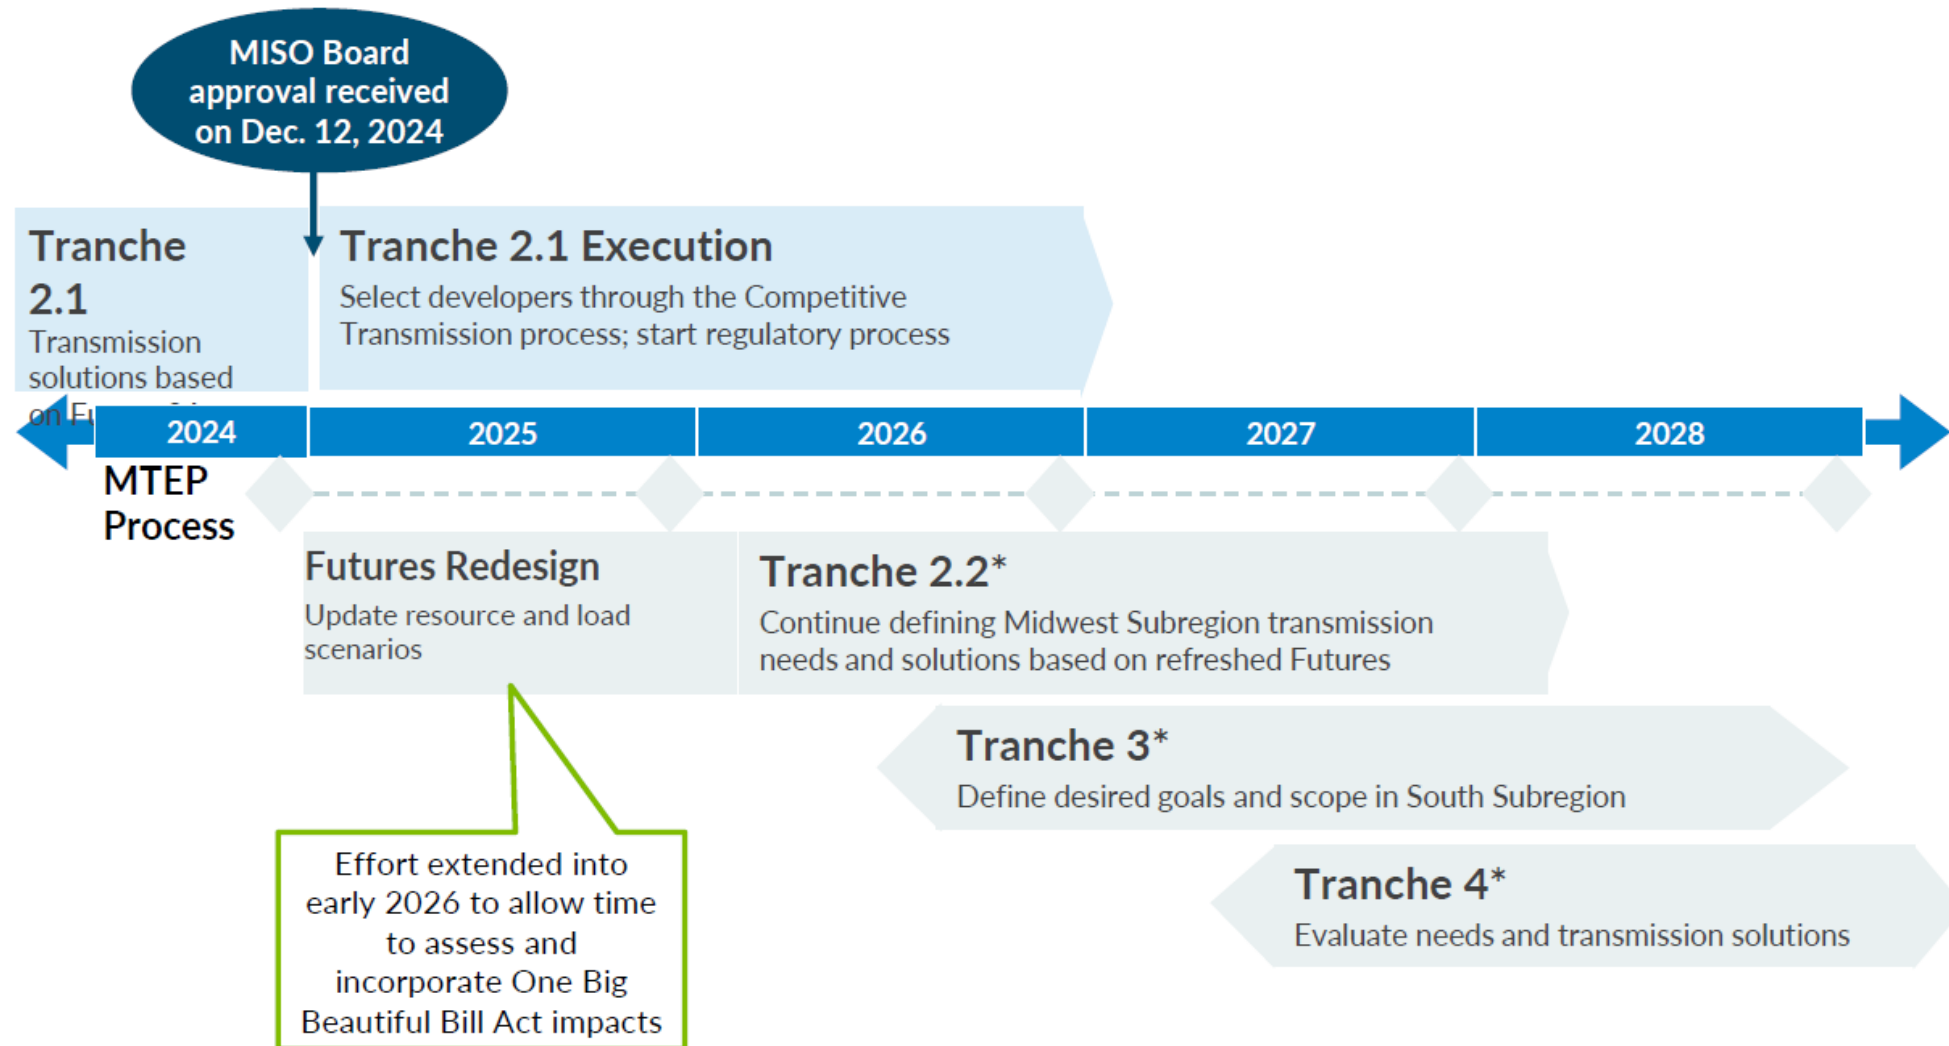 MISO Board
approval received
on Dec. 12, 2024
Tranche
2.1
Transmission
solutions based
on
Tranche 2.1 Execution
Select developers through the Competitive
Transmission process; start regulatory process
2024
2025
2026
2027
2028
MTEP
Process
Futures Redesign
Update resource and load
scenarios
Tranche 2.2*
Continue defining Midwest Subregion transmission
needs and solutions based on refreshed Futures
Tranche 3*
Define desired goals and scope in South Subregion
Tranche 4*
Evaluate needs and transmission solutions
Effort extended into
early 2026 to allow time
to assess and
incorporate One Big
Beautiful Bill Act impacts